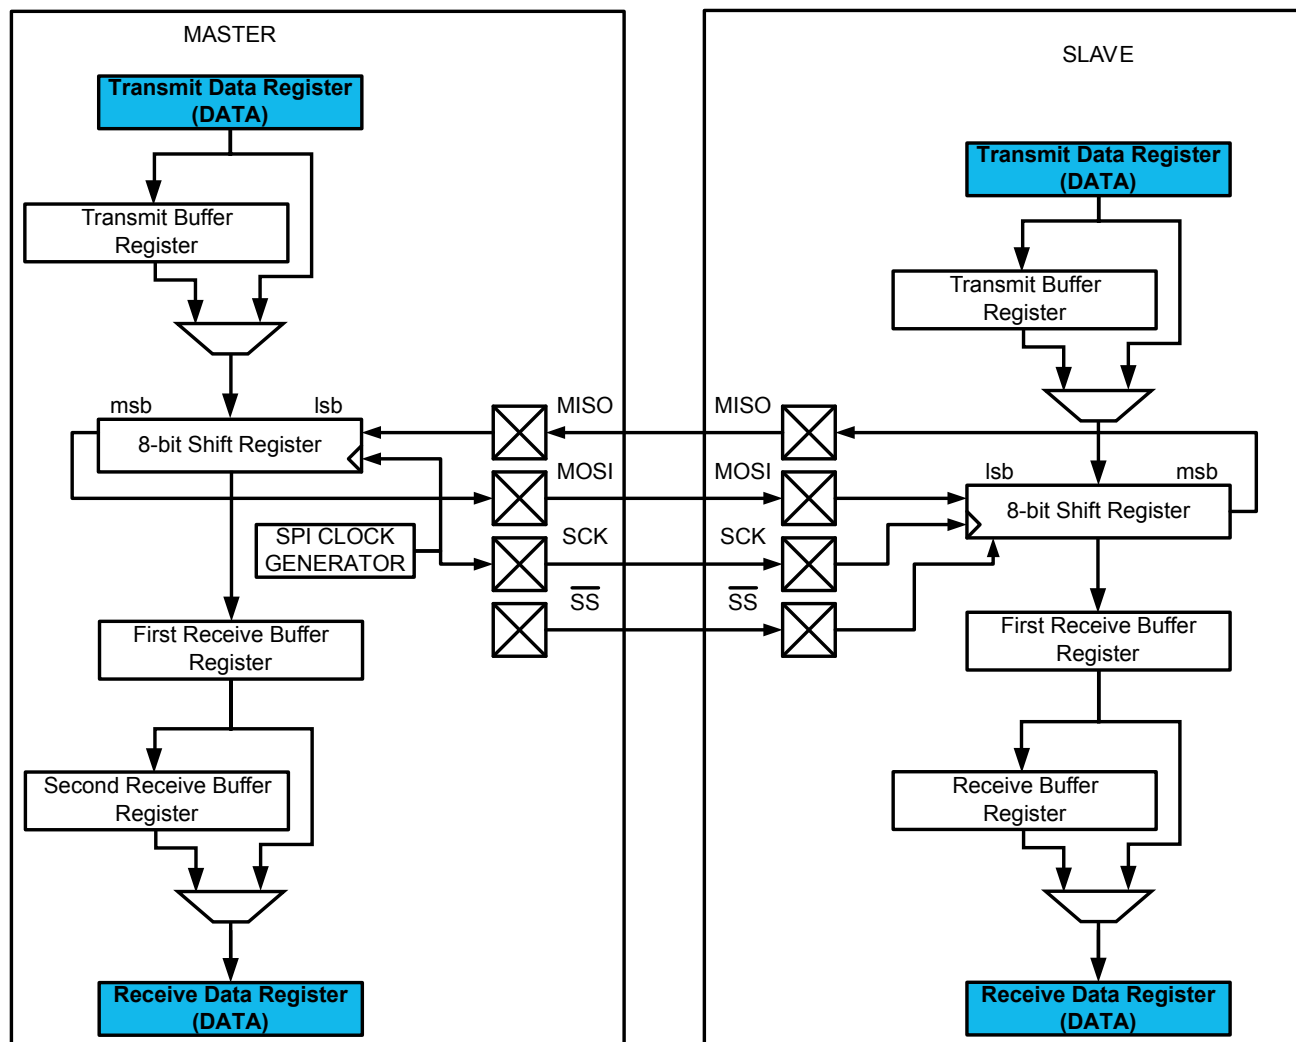 MASTER
Transmit Data Register
(DATA)
Transmit Buffer
Register
msb
lsb
8-bit Shift Register
SPI CLOCK
GENERATOR
First Receive Buffer
Register
Second Receive Buffer
Register
Receive Data Register
(DATA)
MISO
MOSI
SCK
SS
MISO
MOSI
SCK
SS
SLAVE
Transmit Data Register
(DATA)
Transmit Buffer
Register
lsb
msb
8-bit Shift Register
First Receive Buffer
Register
Receive Buffer
Register
Receive Data Register
(DATA)